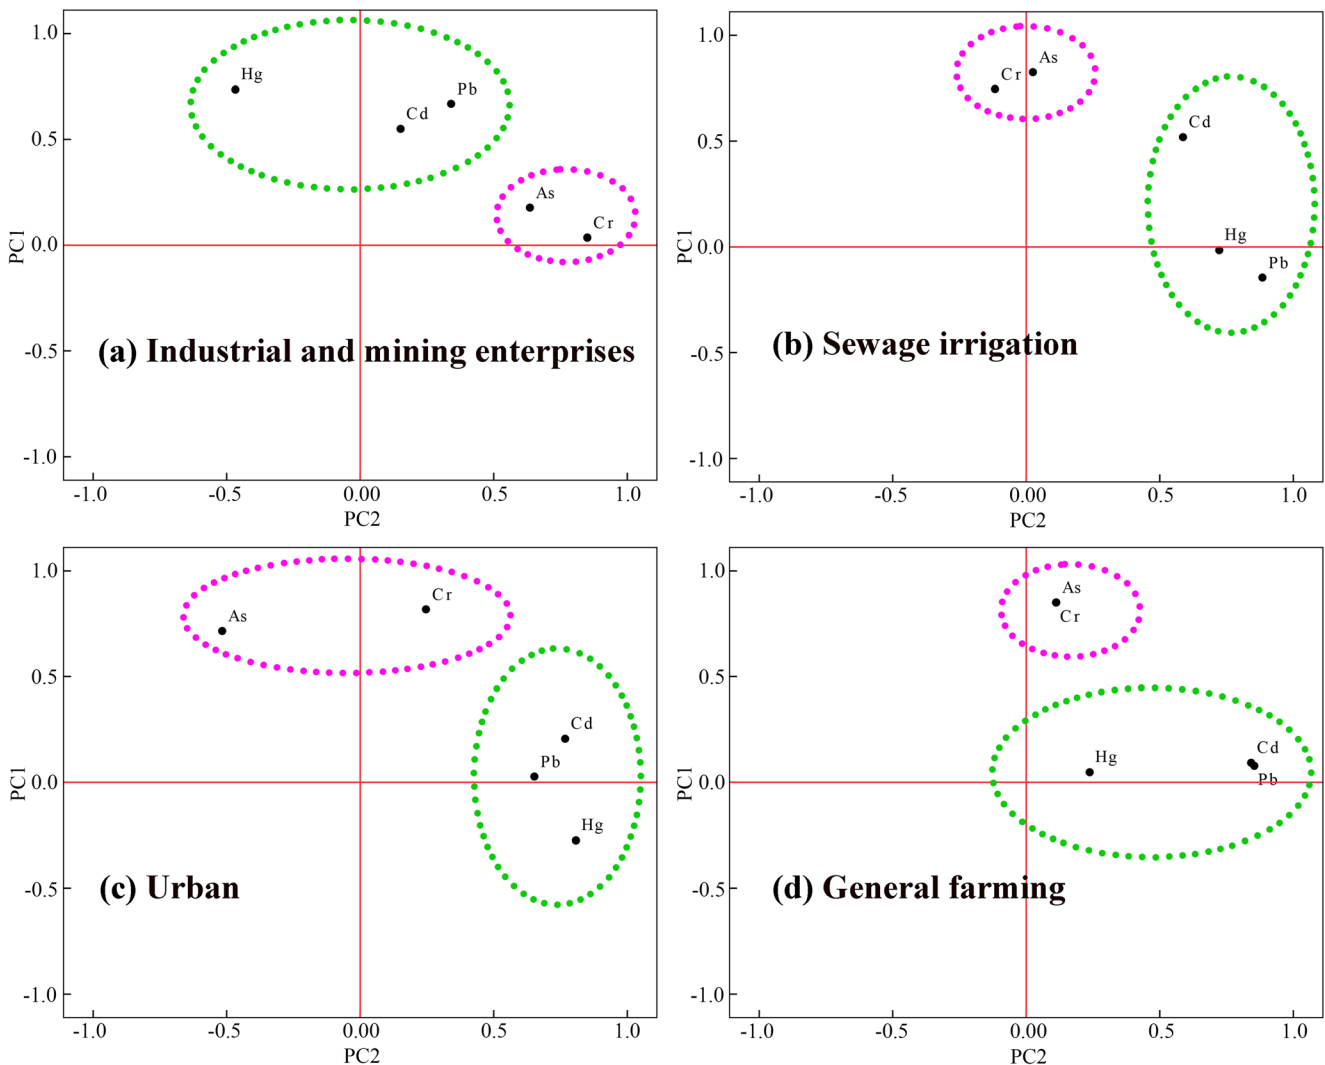 1.0
Hg
Pb
Cd
0.5
As
Cr
0.0
PC1
(a) Industrial and mining enterprises
-0.5
-1.0
-1.0 -0.5 0.00 0.5 1.0
PC2
1.0
As
Cr
Cd
0.5
Hg
0.0
Pb
PC1
(b) Sewage irrigation
-0.5
-1.0
-1.0 -0.5 0.00 0.5 1.0
PC2
1.0
Cr
As
0.5
Cd
Pb
0.0
PC1
Hg
(c) Urban
-0.5
-1.0
-1.0 -0.5 0.00 0.5 1.0
PC2
1.0
As
Cr
0.5
Cd
Hg
Pb
0.0
PC1
(d) General farming
-0.5
-1.0
-1.0 -0.5 0.00 0.5 1.0
PC2